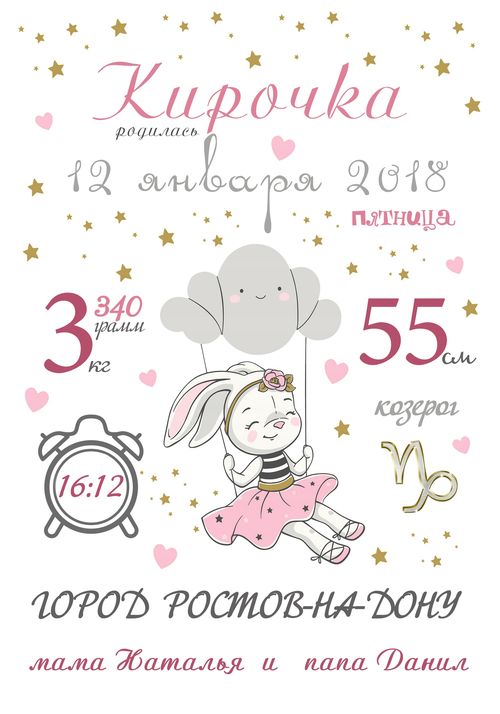 Кирочка
родилась
12 января 2018
пятница
3 340
грамм
кг
55 см
козерог
16:12
ГОРОД РОСТОВ-НА-ДОНУ
мама Наталья и папа Данил